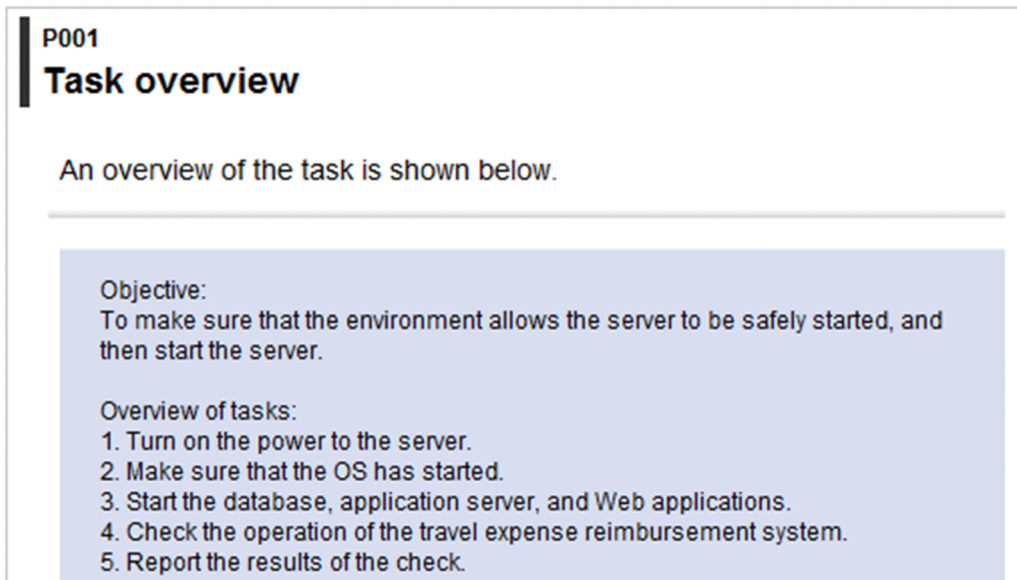 P001
Task overview
An overview of the task is shown below.
Objective:
To make sure that the environment allows the server to be safely started, and
then start the server.
Overview of tasks:
1. Turn on the power to the server.
2. Make sure that the OS has started.
3. Start the database, application server, and Web applications.
4. Check the operation of the travel expense reimbursement system.
5. Report the results of the check.